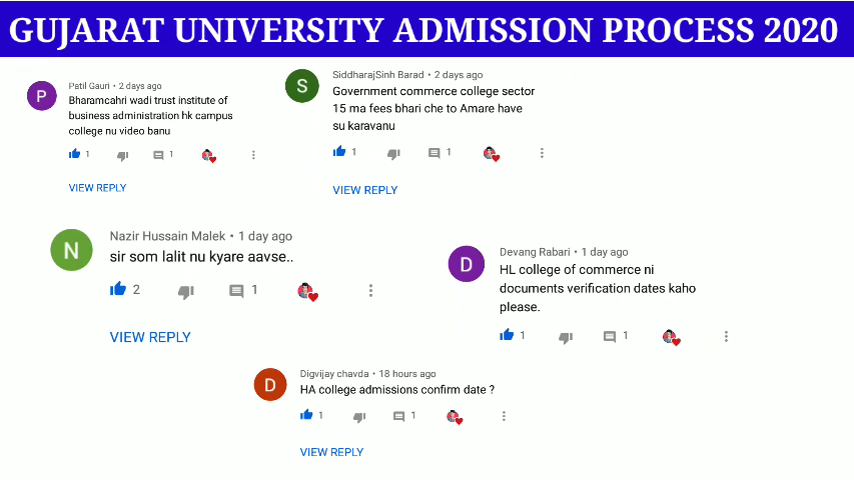 GUJARAT UNIVERSITY ADMISSION PROCESS 2020
P
Patil Gauri • 2 days ago
Bharamcahri wadi trust institute of
business administration hk campus
college nu video banu
1 1
VIEW REPLY
S
SiddharajSinh Barad • 2 days ago
Government commerce college sector
15 ma fees bhari che to Amare have
su karavanu
1 1
VIEW REPLY
N
Nazir Hussain Malek • 1 day ago
sir som lalit nu kyare aavse..
2 1
VIEW REPLY
D
Devang Rabari • 1 day ago
HL college of commerce ni
documents verification dates kaho
please.
1 1
D
Digvijay chavda • 18 hours ago
HA college admissions confirm date ?
1 1
VIEW REPLY